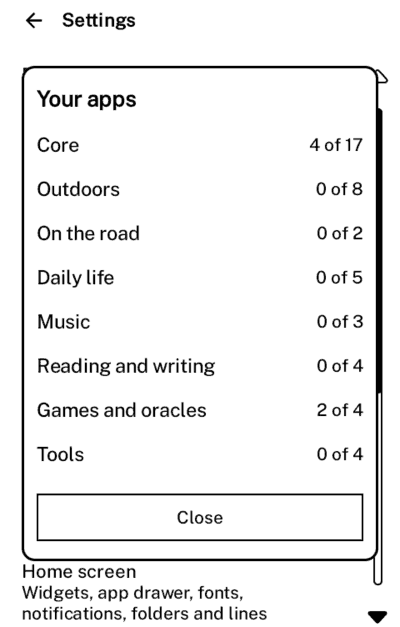 Settings
Your apps
Core 4 of 17
Outdoors 0 of 8
On the road 0 of 2
Daily life 0 of 5
Music 0 of 3
Reading and writing 0 of 4
Games and oracles 2 of 4
Tools 0 of 4
Close
Home screen
Widgets, app drawer, fonts,
notifications, folders and lines